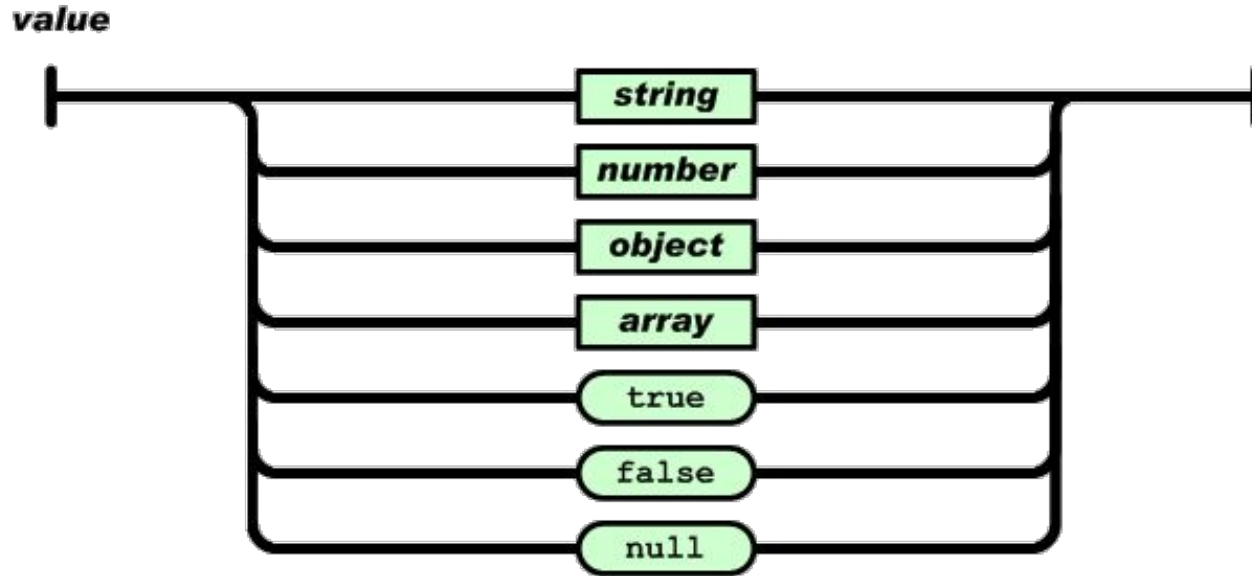 value
string
number
object
array
true
false
null